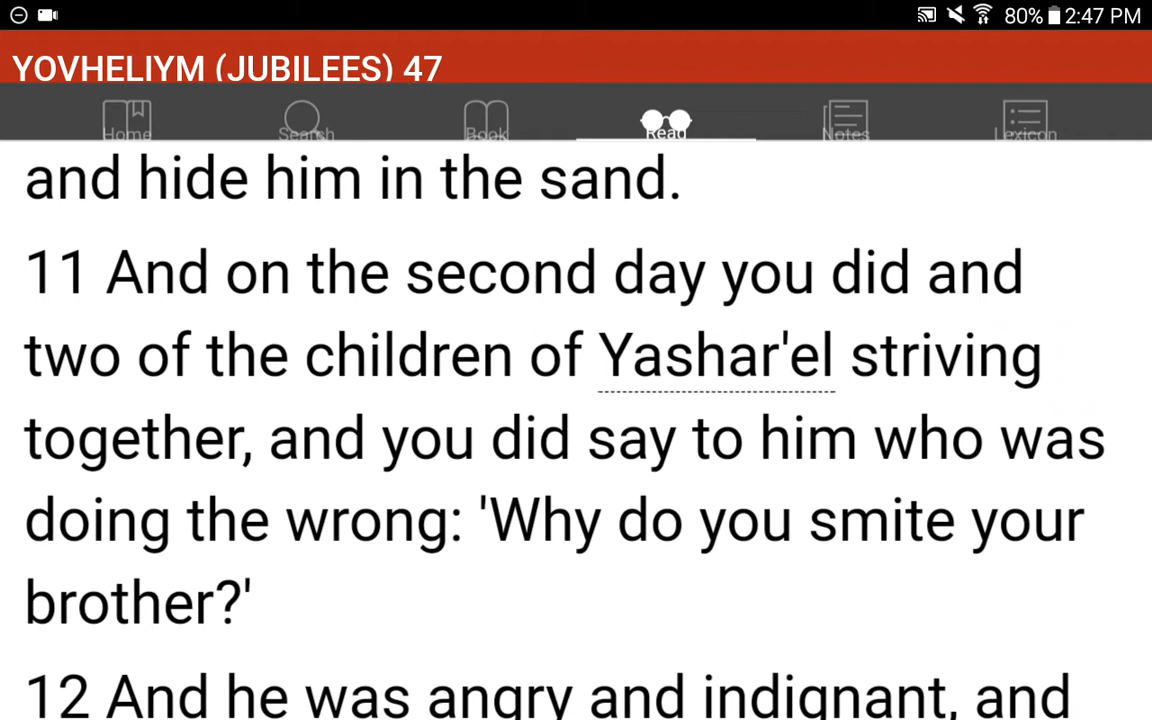 80% 2:47 PM
YOVHELIYM (JUBILEES) 47
Home Search Book Read Notes Lexicon
and hide him in the sand.
11 And on the second day you did and
two of the children of Yashar'el striving
together, and you did say to him who was
doing the wrong: 'Why do you smite your
brother?'
12 And he was angry and indignant, and